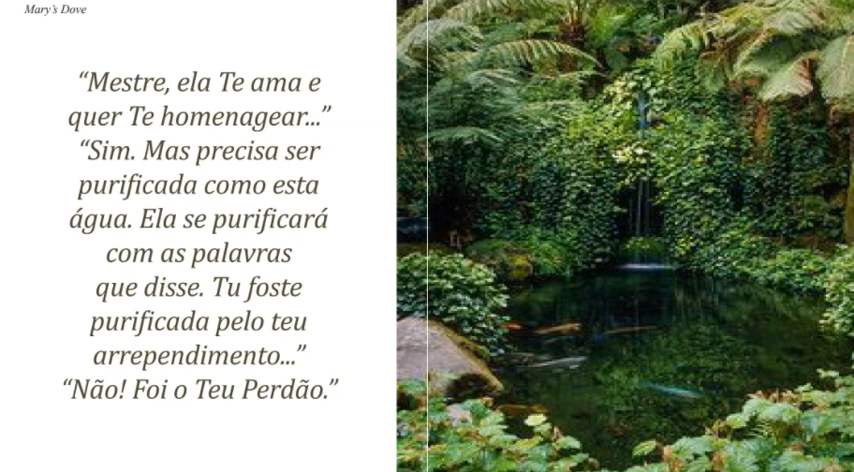 Mary's Dove
“Mestre, ela Te ama e
quer Te homenagear...”
“Sim. Mas precisa ser
purificada como esta
água. Ela se purificará
com as palavras
que disse. Tu foste
purificada pelo teu
arrependimento...”
“Não! Foi o Teu Perdão.”